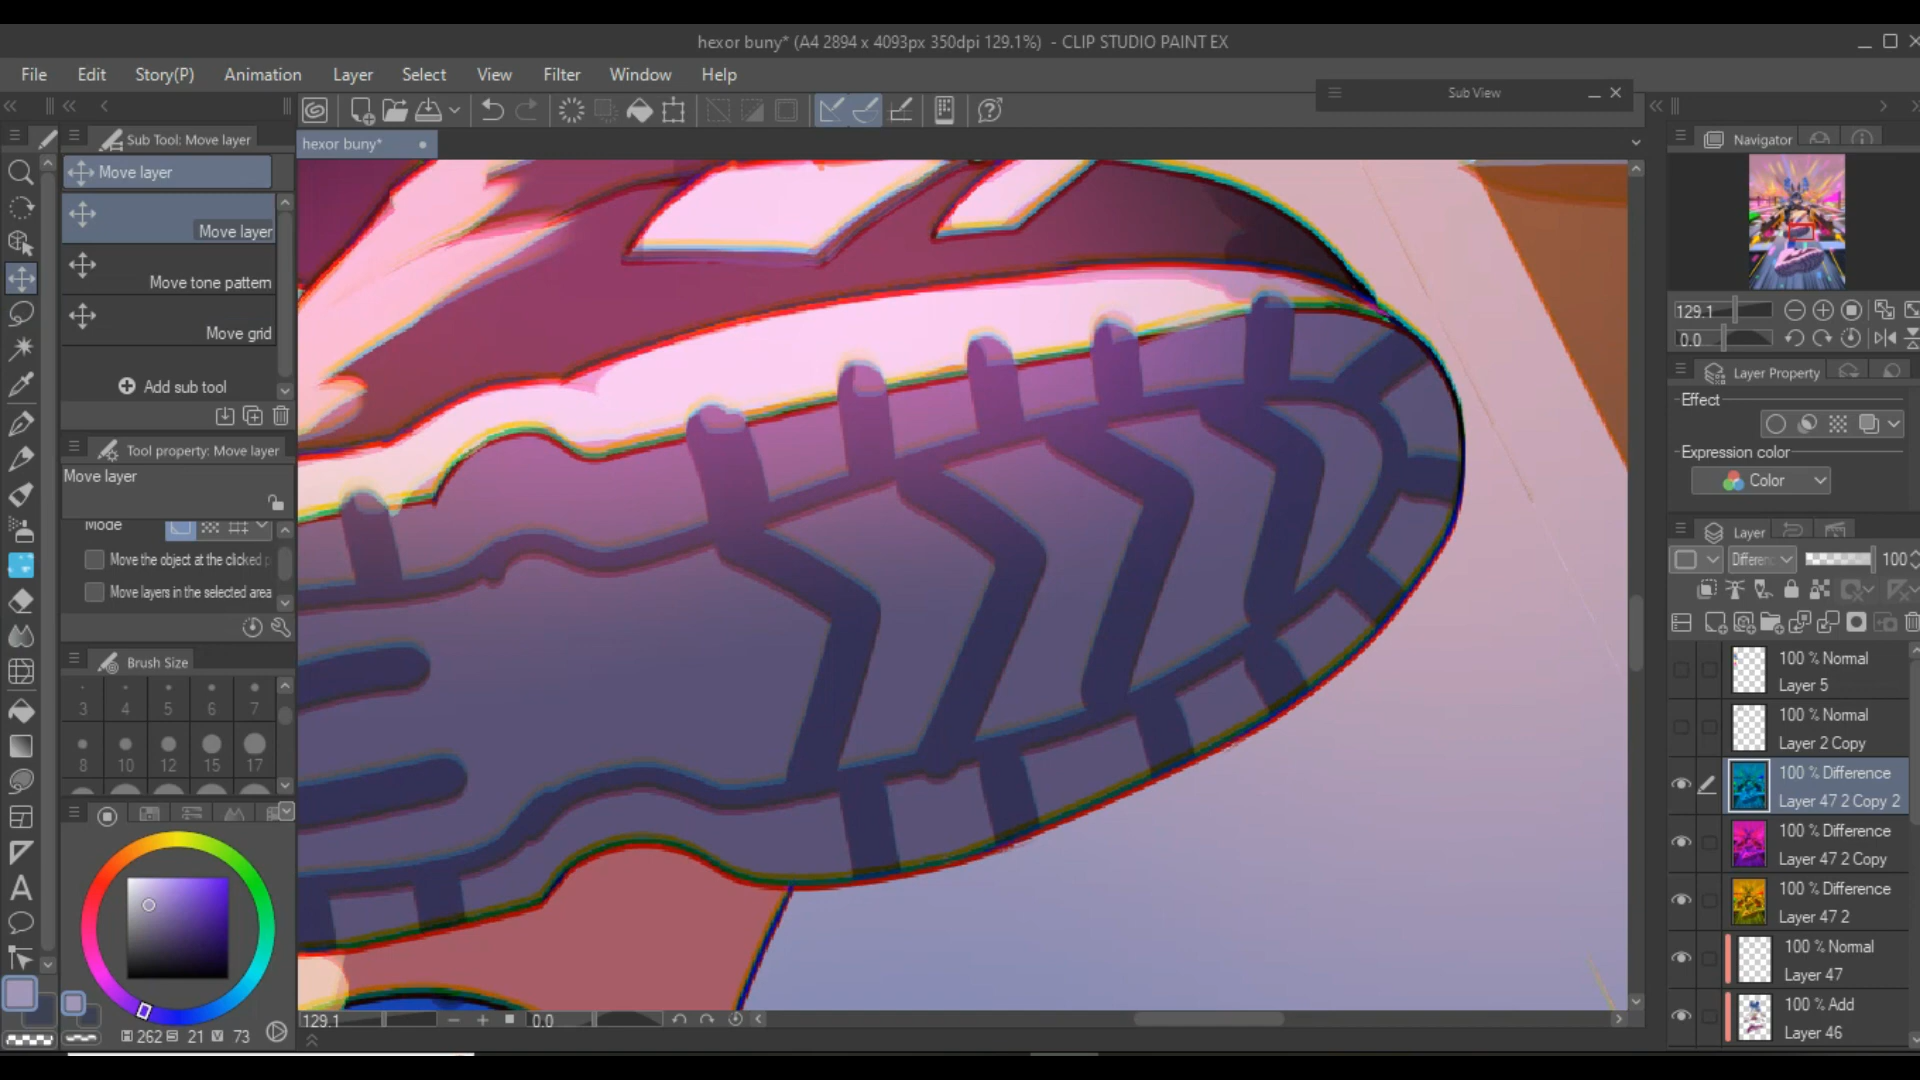 hexor buny* (A4 2894 x 4093px 350dpi 129.1%) - CLIP STUDIO PAINT EX
File Edit Story(P) Animation Layer Select View Filter Window Help
Sub View
Sub Tool: Move layer
hexor buny*
Navigator
Move layer
Move layer
Move tone pattern
Move grid
Add sub tool
129.1
0.0
Layer Property
Effect
Expression color
Color
Tool property: Move layer
Move layer
Mode
Move the object at the clicked p
Move layers in the selected area
Layer
Differenc 100
Brush Size
3 4 5 6 7
8 10 12 15 17
100 % Normal
Layer 5
100 % Normal
Layer 2 Copy
100 % Difference
Layer 47 2 Copy 2
100 % Difference
Layer 47 2 Copy
100 % Difference
Layer 47 2
100 % Normal
Layer 47
100 % Add
Layer 46
129.1 0.0
H 262 S 21 V 73